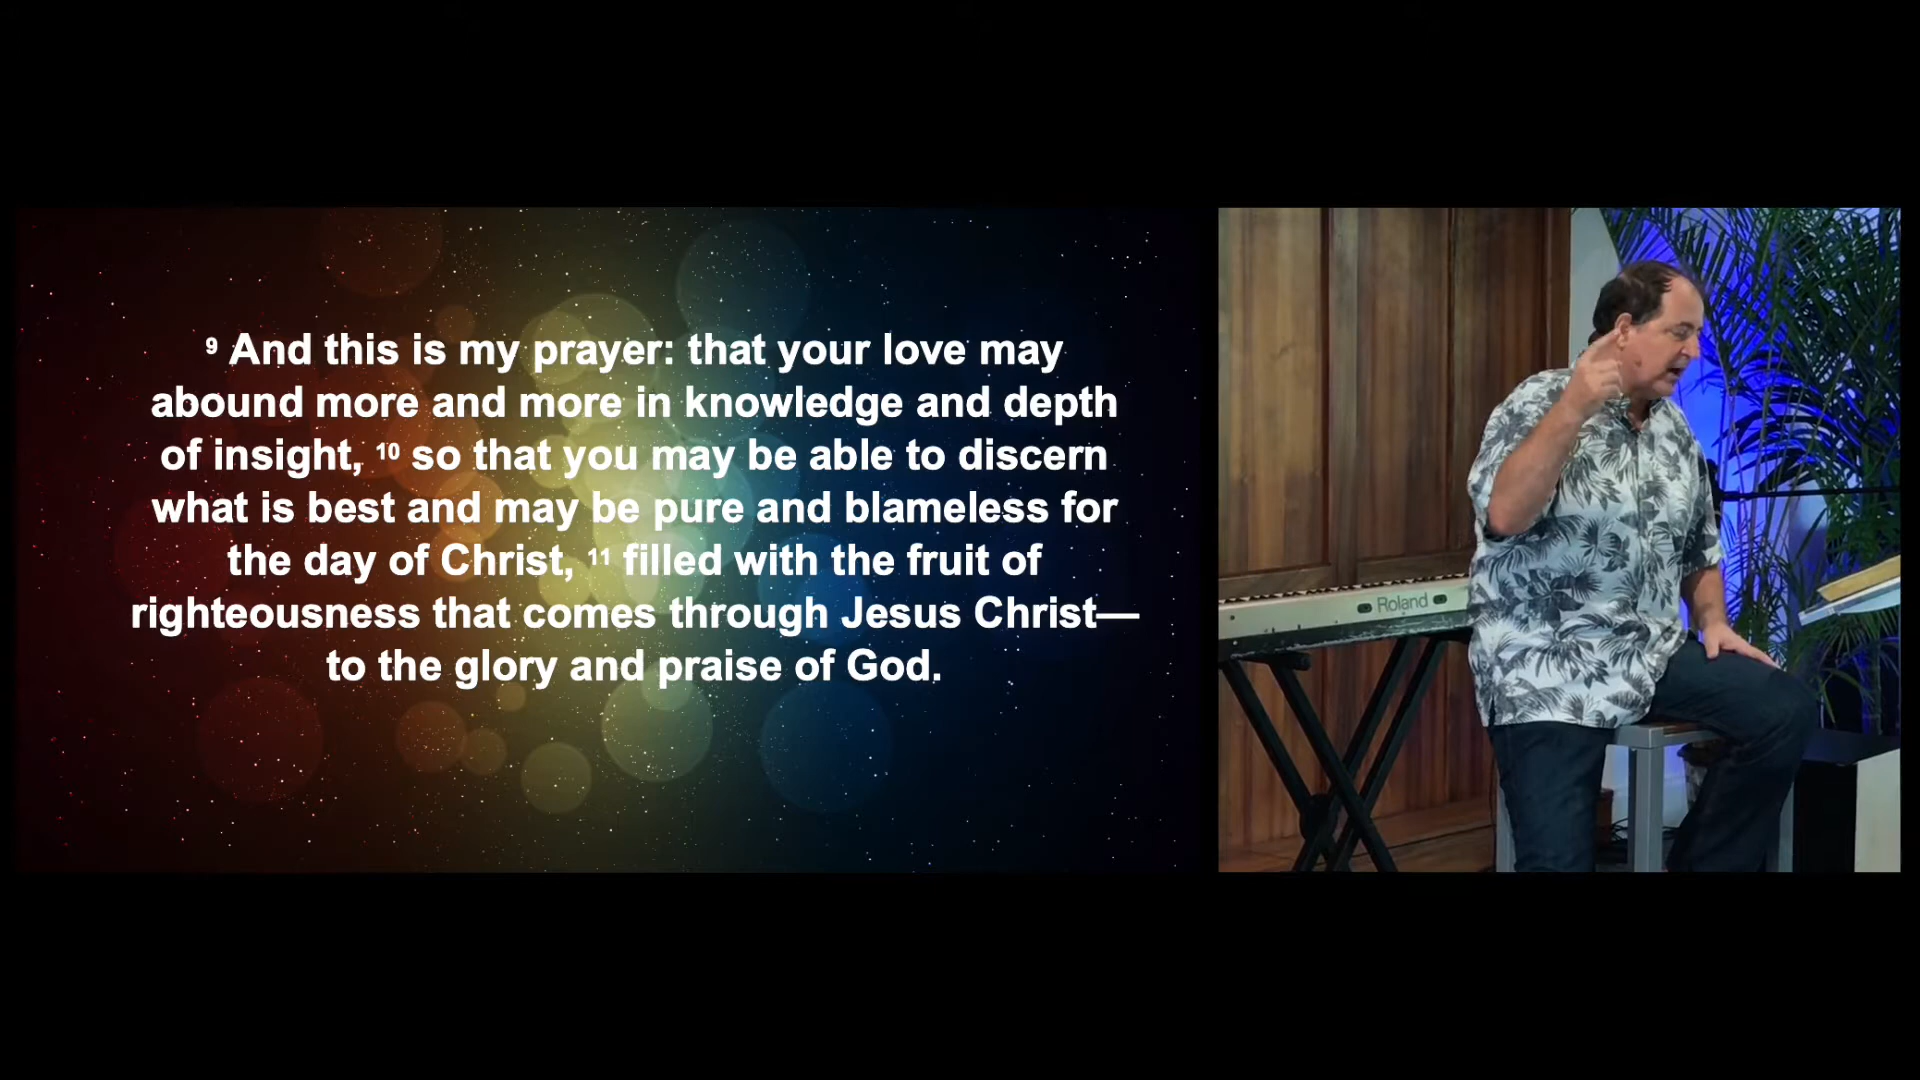 ⁹ And this is my prayer: that your love may
abound more and more in knowledge and depth
of insight, ¹⁰ so that you may be able to discern
what is best and may be pure and blameless for
the day of Christ, ¹¹ filled with the fruit of
righteousness that comes through Jesus Christ—
to the glory and praise of God.
Roland